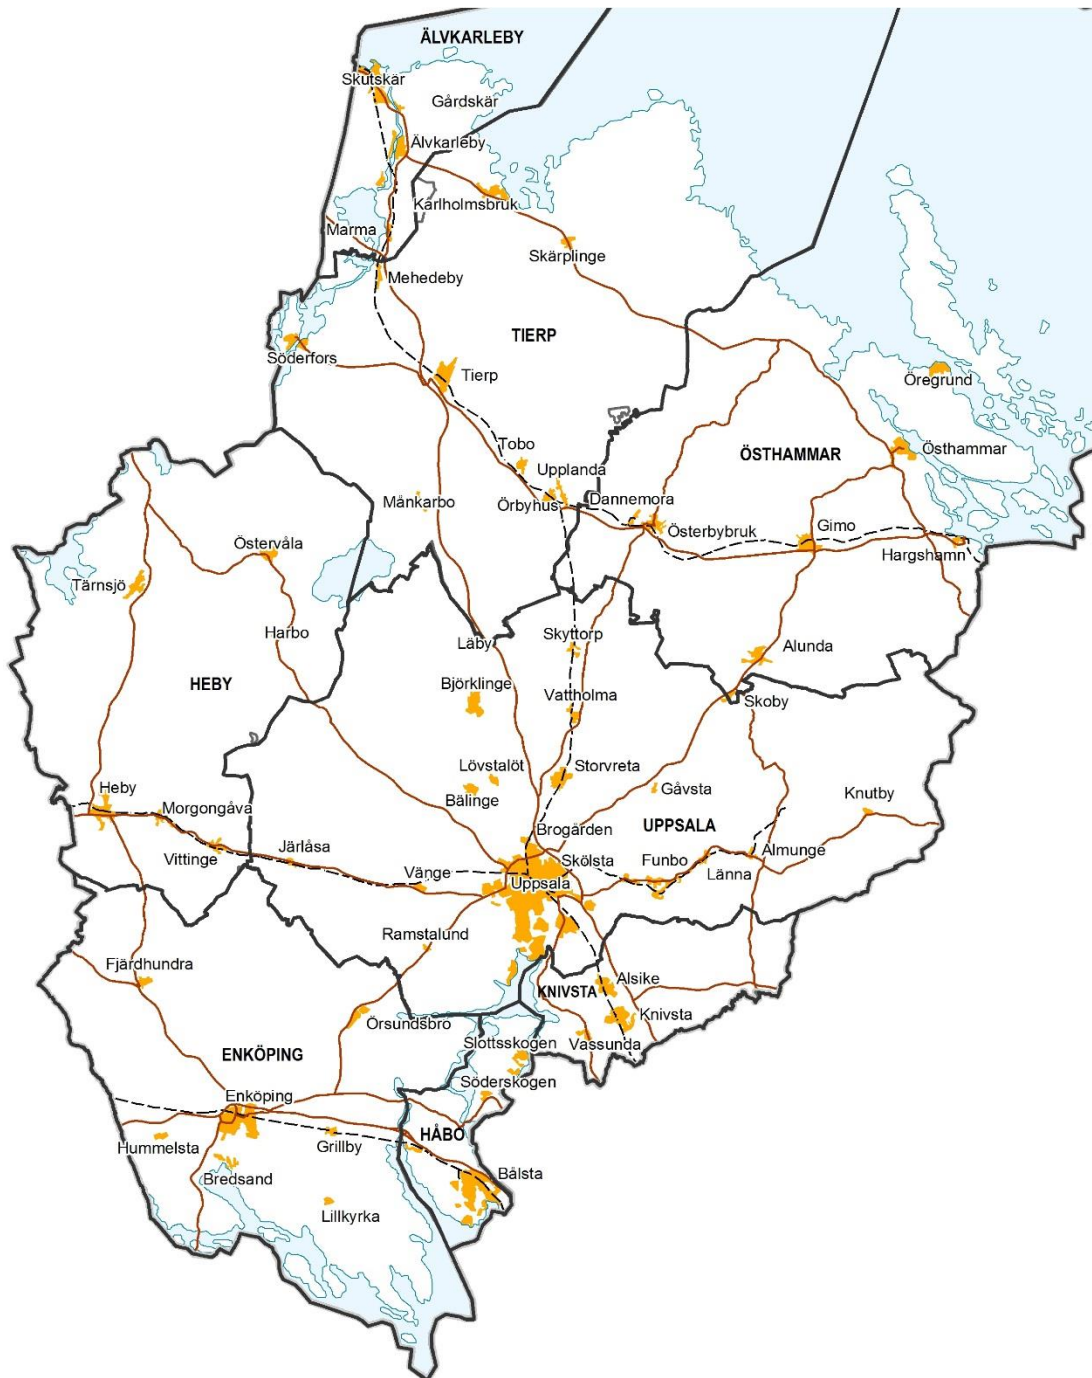 ÄLVKARLEBY
Skutskär
Gårdskär
Älvkarleby
Karlholmsbruk
Marma
Skärplinge
Mehedeby
TIERP
Söderfors
Tierp
Öregrund
Tobo
ÖSTHAMMAR
Östhammar
Upplanda
Månkarbo
Örbyhus
Dannemora
Österbybruk
Gimo
Hargshamn
Östervåla
Tärnsjö
Harbo
Läby
Skyttorp
Alunda
HEBY
Björklinge
Vattholma
Skoby
Lövstalöt
Storvreta
Bälinge
Gåvsta
Knutby
Heby
Morgongåva
Brogården
UPPSALA
Vittinge
Järlåsa
Vänge
Skölsta
Funbo
Almunge
Länna
Uppsala
Ramstalund
Fjärdhundra
Alsike
KNIVSTA
Knivsta
Örsundsbro
Slottsskogen
Vassunda
ENKÖPING
Söderskogen
Enköping
HÅBO
Hummelsta
Grillby
Bredsand
Bålsta
Lillkyrka